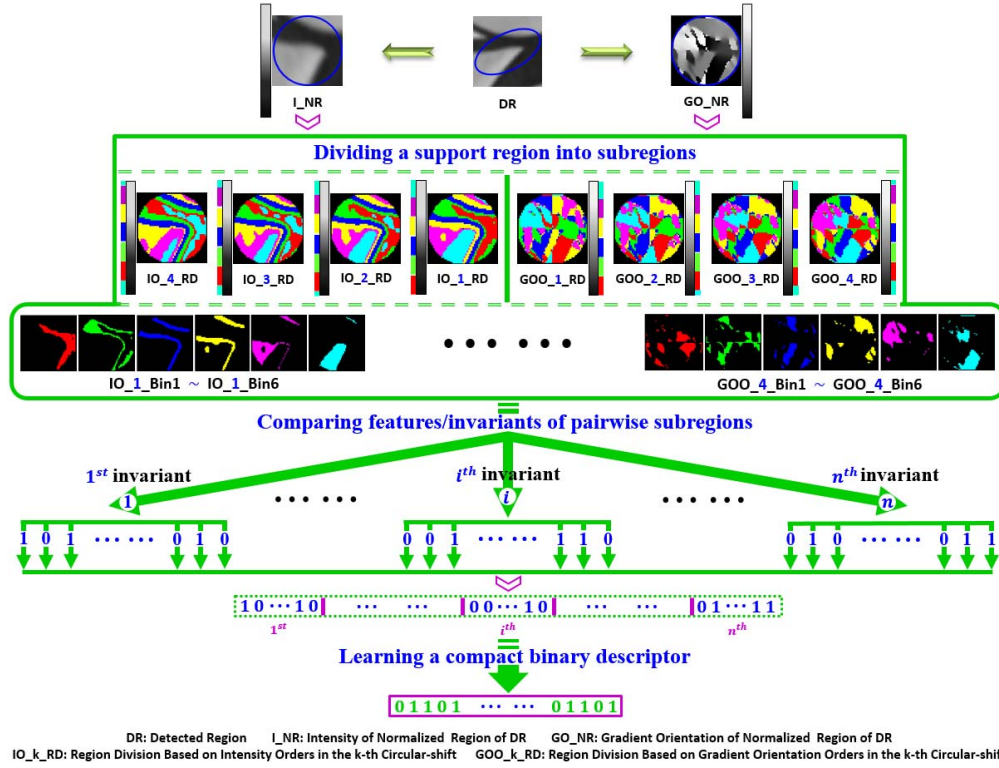 I_NR DR GO_NR
Dividing a support region into subregions
IO_4_RD IO_3_RD IO_2_RD IO_1_RD GOO_1_RD GOO_2_RD GOO_3_RD GOO_4_RD
IO_1_Bin1 ~ IO_1_Bin6 GOO_4_Bin1 ~ GOO_4_Bin6
Comparing features/invariants of pairwise subregions
1st invariant ith invariant nth invariant
1 i n
1 0 1 ⋯ ⋯ 0 1 0 0 0 1 ⋯ ⋯ 1 1 0 0 1 0 ⋯ ⋯ 0 1 1
1 0 ⋯ 1 0 ⋯ ⋯ 0 0 ⋯ 1 0 ⋯ ⋯ 0 1 ⋯ 1 1
1st ith nth
Learning a compact binary descriptor
0 1 1 0 1 ⋯ ⋯ 0 1 1 0 1
DR: Detected Region I_NR: Intensity of Normalized Region of DR GO_NR: Gradient Orientation of Normalized Region of DR
IO_k_RD: Region Division Based on Intensity Orders in the k-th Circular-shift GOO_k_RD: Region Division Based on Gradient Orientation Orders in the k-th Circular-shif